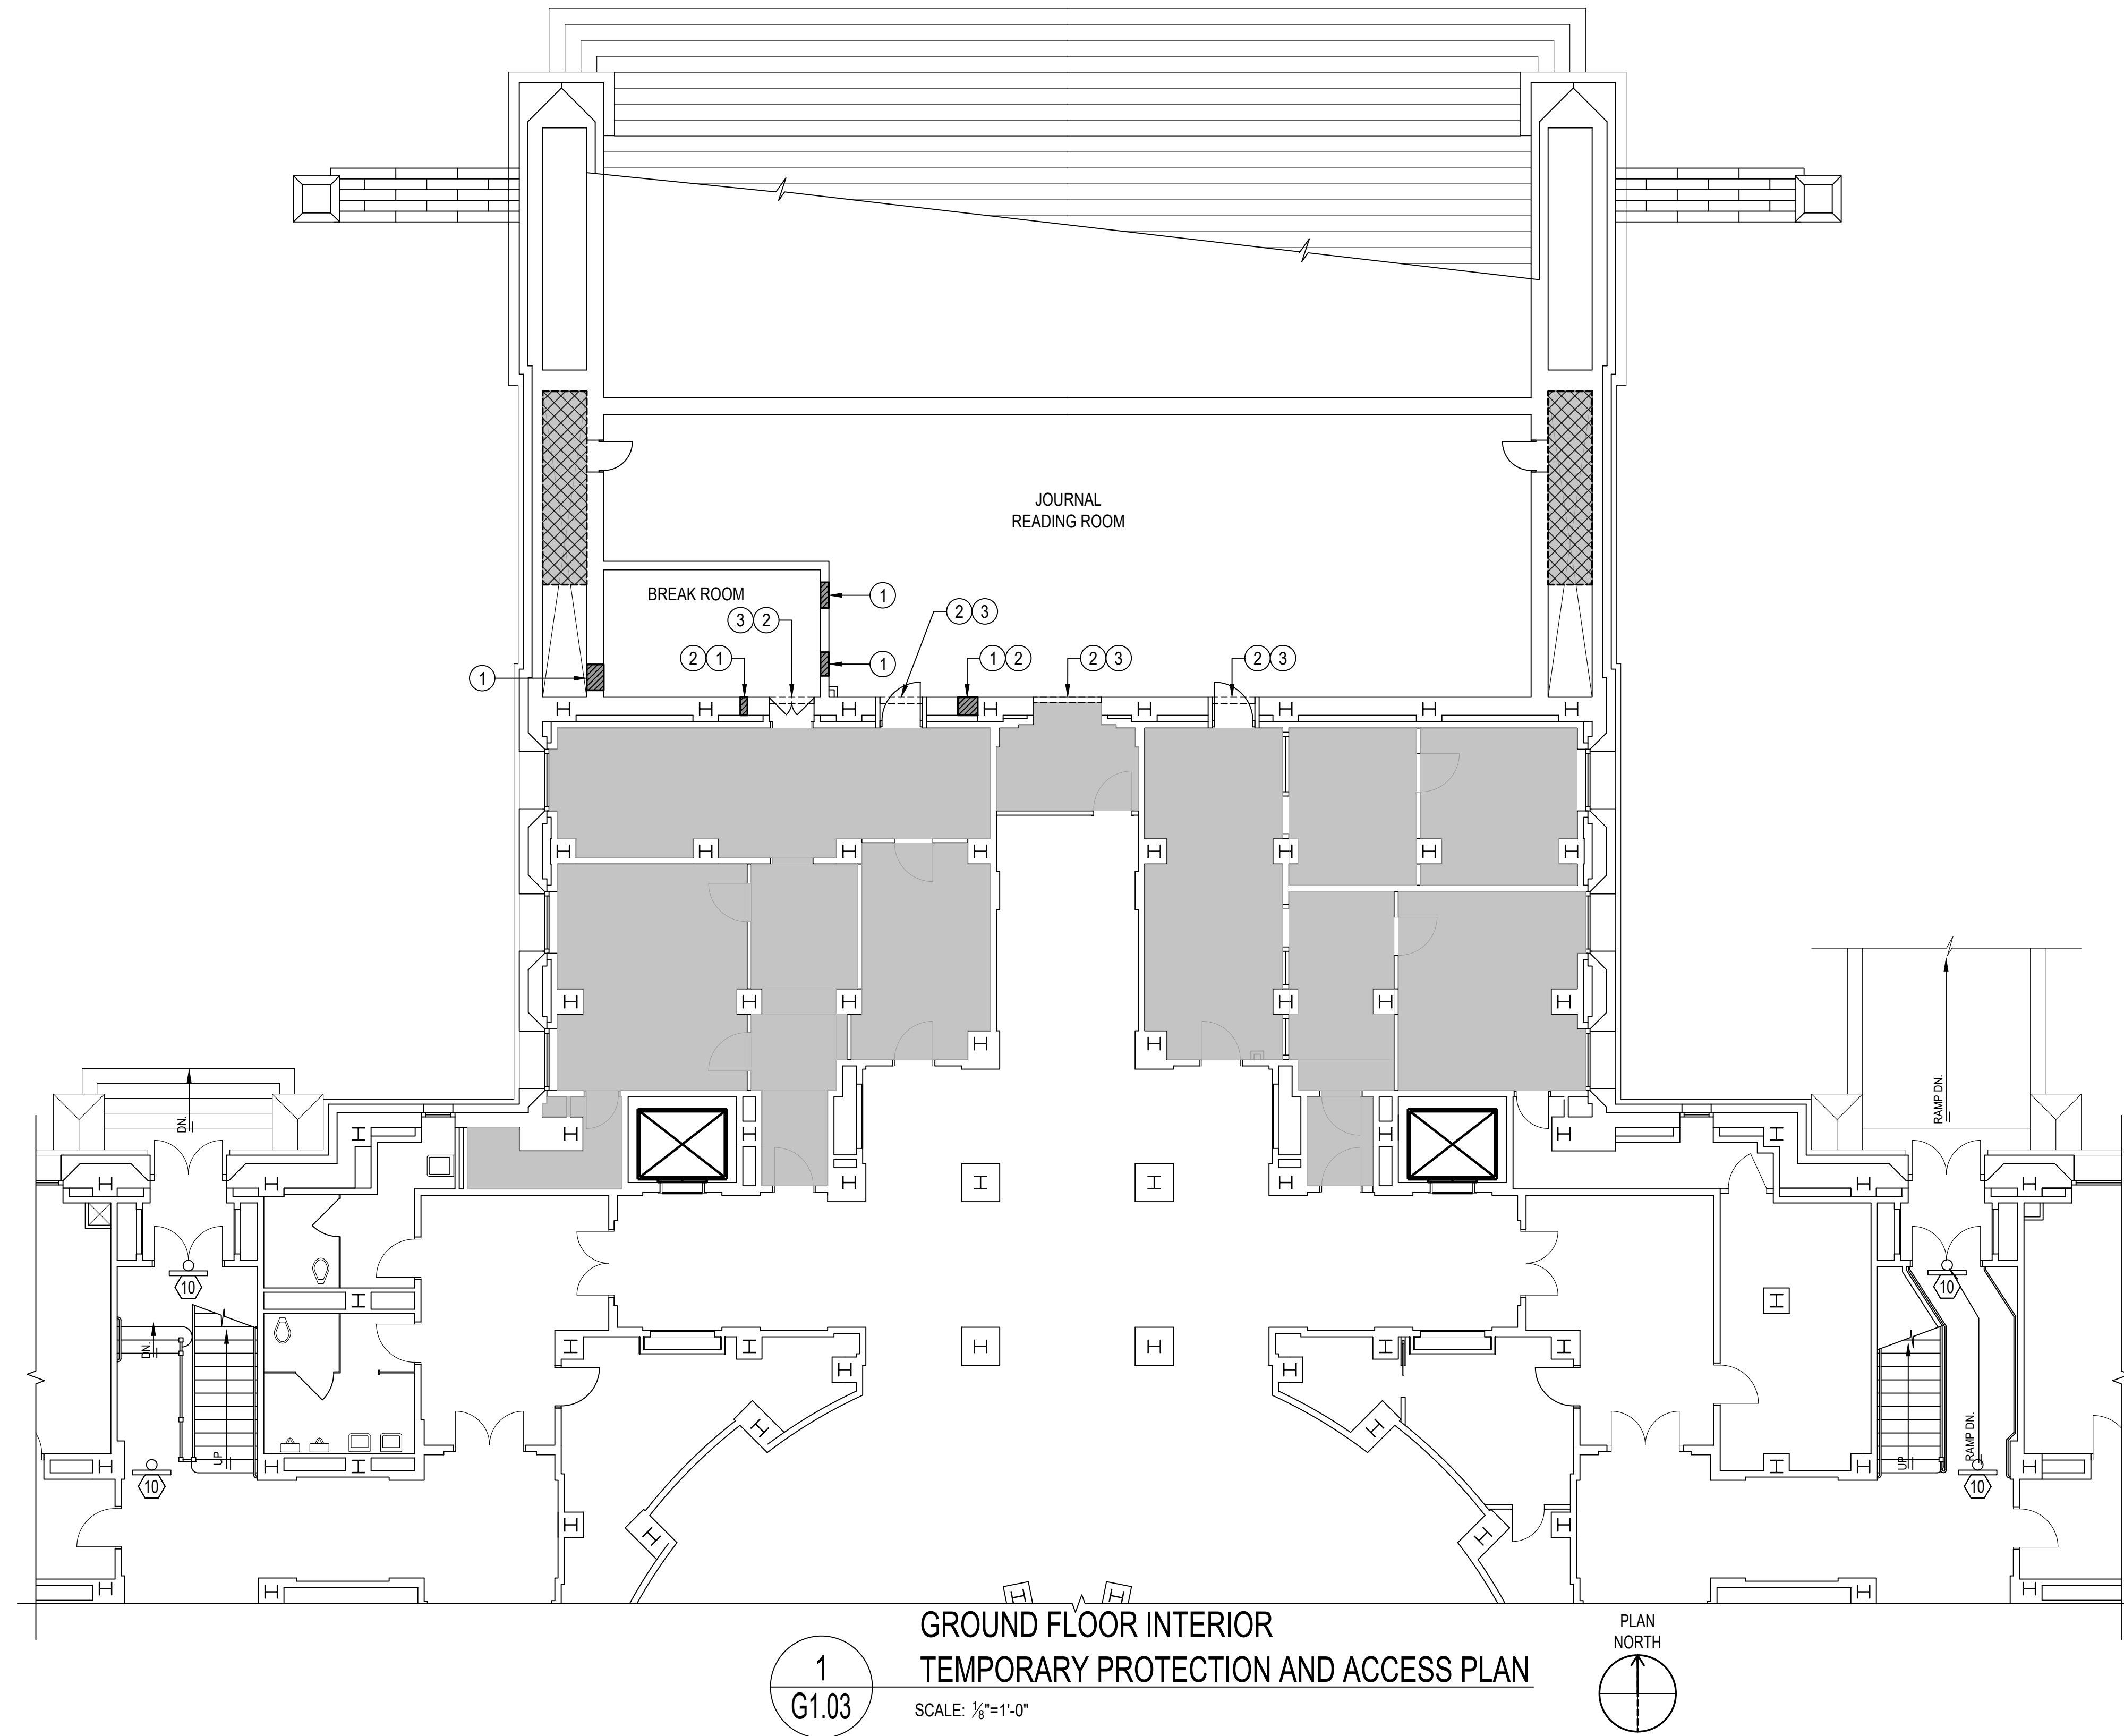 JOURNAL
READING ROOM
BREAK ROOM
1
2 3
3 2
2 1
1
1 2
2 3
2 3
1
DN.
RAMP DN.
10
10
DN.
UP
UP
RAMP DN.
10
10
GROUND FLOOR INTERIOR
TEMPORARY PROTECTION AND ACCESS PLAN
1
G1.03
SCALE: ⅛"=1'-0"
PLAN
NORTH